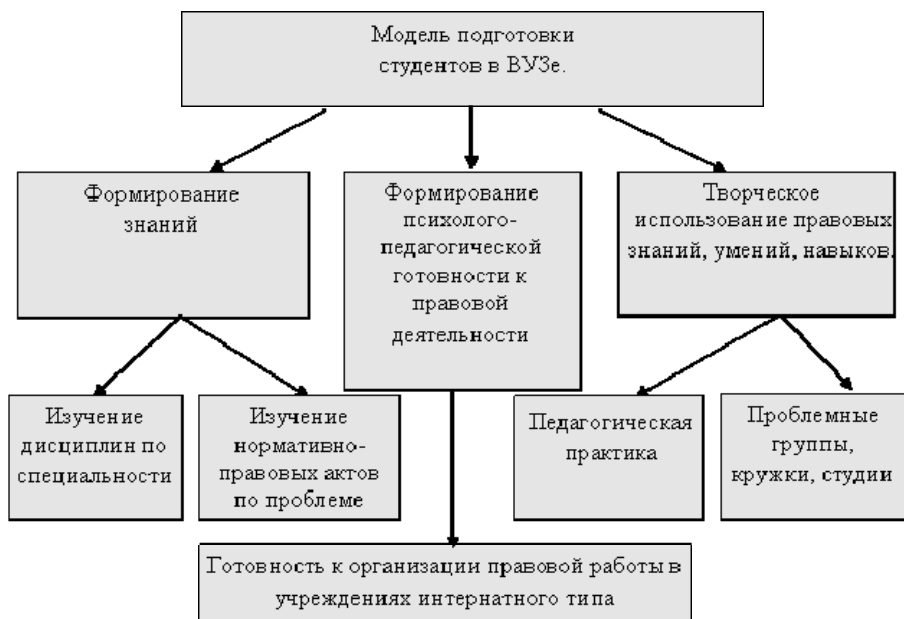 Модель подготовки
студентов в ВУЗе.
Формирование
знаний
Формирование
психолого-
педагогической
готовности к
правовой
деятельности
Творческое
использование правовых
знаний, умений, навыков.
Изучение
дисциплин по
специальности
Изучение
нормативно-
правовых актов
по проблеме
Педагогическая
практика
Проблемные
группы,
кружки, студии
Готовность к организации правовой работы в
учреждениях интернатного типа